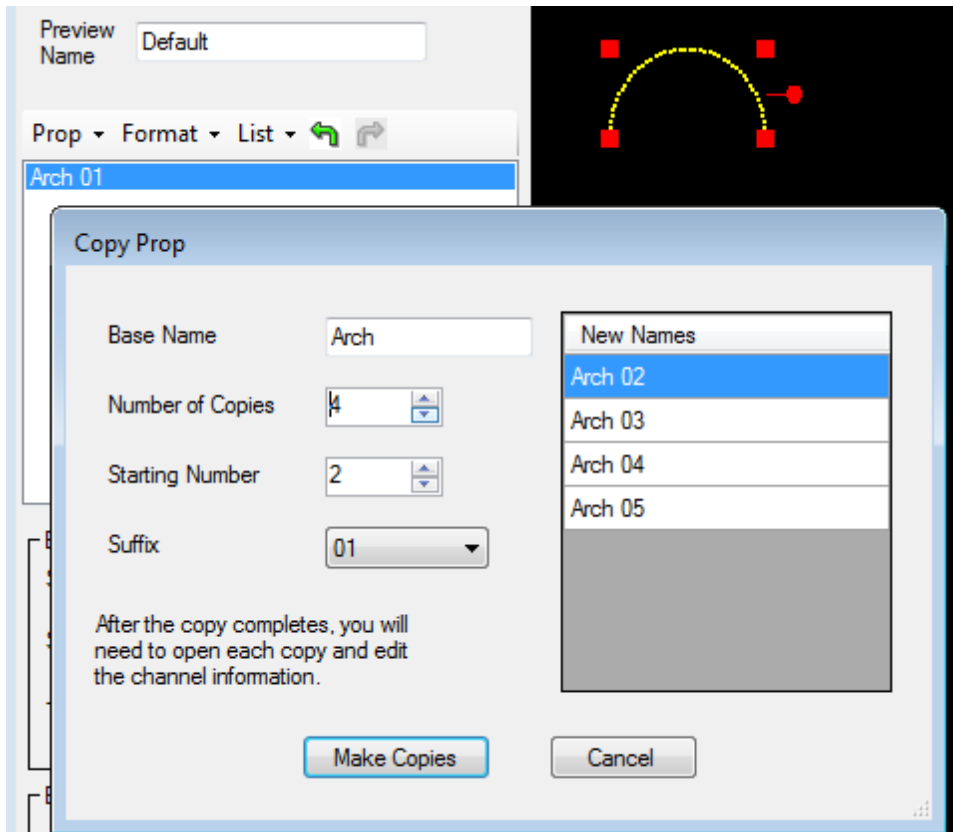 Preview
Name
Default
Prop Format List
Arch 01
Copy Prop
Base Name
Arch
New Names
Arch 02
Number of Copies
4
Arch 03
Arch 04
Starting Number
2
Arch 05
Suffix
01
After the copy completes, you will
need to open each copy and edit
the channel information.
Make Copies
Cancel